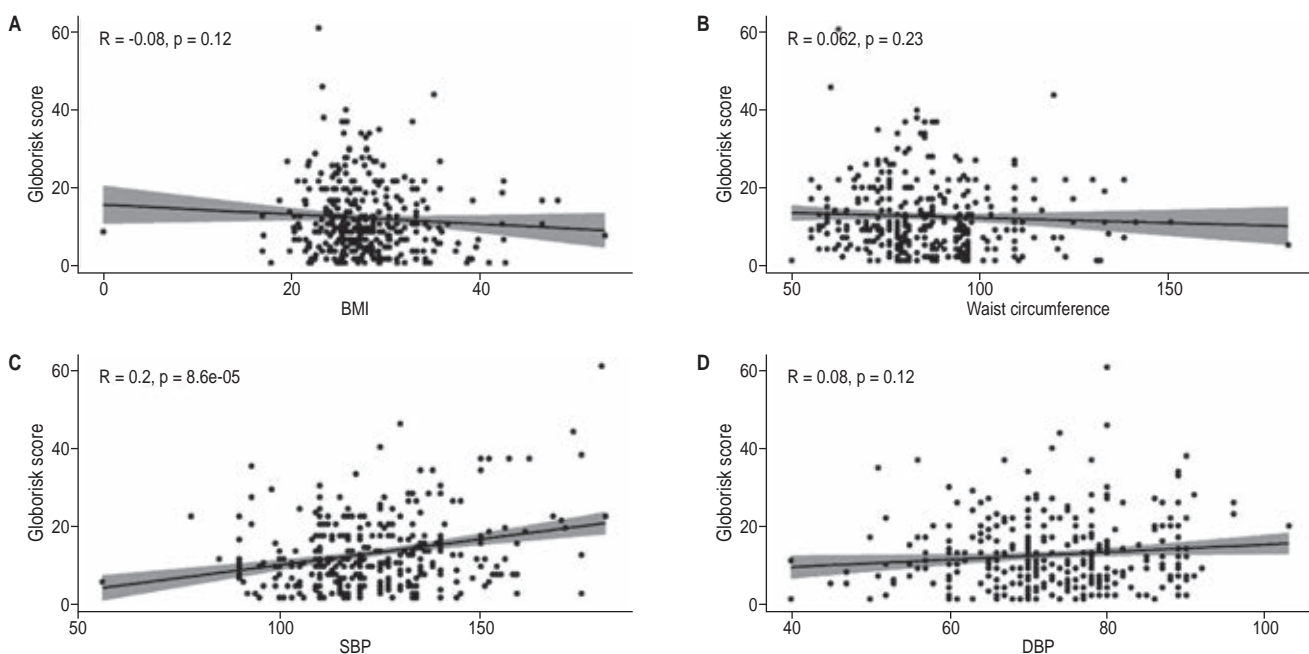 A
R = -0.08, p = 0.12
Globorisk score
60
40
20
0
0
20
40
BMI
B
R = 0.062, p = 0.23
Globorisk score
60
40
20
0
50
100
150
Waist circumference
C
R = 0.2, p = 8.6e-05
Globorisk score
60
40
20
0
50
100
150
SBP
D
R = 0.08, p = 0.12
Globorisk score
60
40
20
0
40
60
80
100
DBP